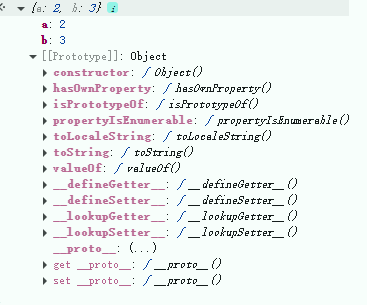 {a: 2, b: 3} i
a: 2
b: 3
[[Prototype]]: Object
constructor: ƒ Object()
hasOwnProperty: ƒ hasOwnProperty()
isPrototypeOf: ƒ isPrototypeOf()
propertyIsEnumerable: ƒ propertyIsEnumerable()
toLocaleString: ƒ toLocaleString()
toString: ƒ toString()
valueOf: ƒ valueOf()
__defineGetter__: ƒ __defineGetter__()
__defineSetter__: ƒ __defineSetter__()
__lookupGetter__: ƒ __lookupGetter__()
__lookupSetter__: ƒ __lookupSetter__()
__proto__: (...)
get __proto__: ƒ __proto__()
set __proto__: ƒ __proto__()